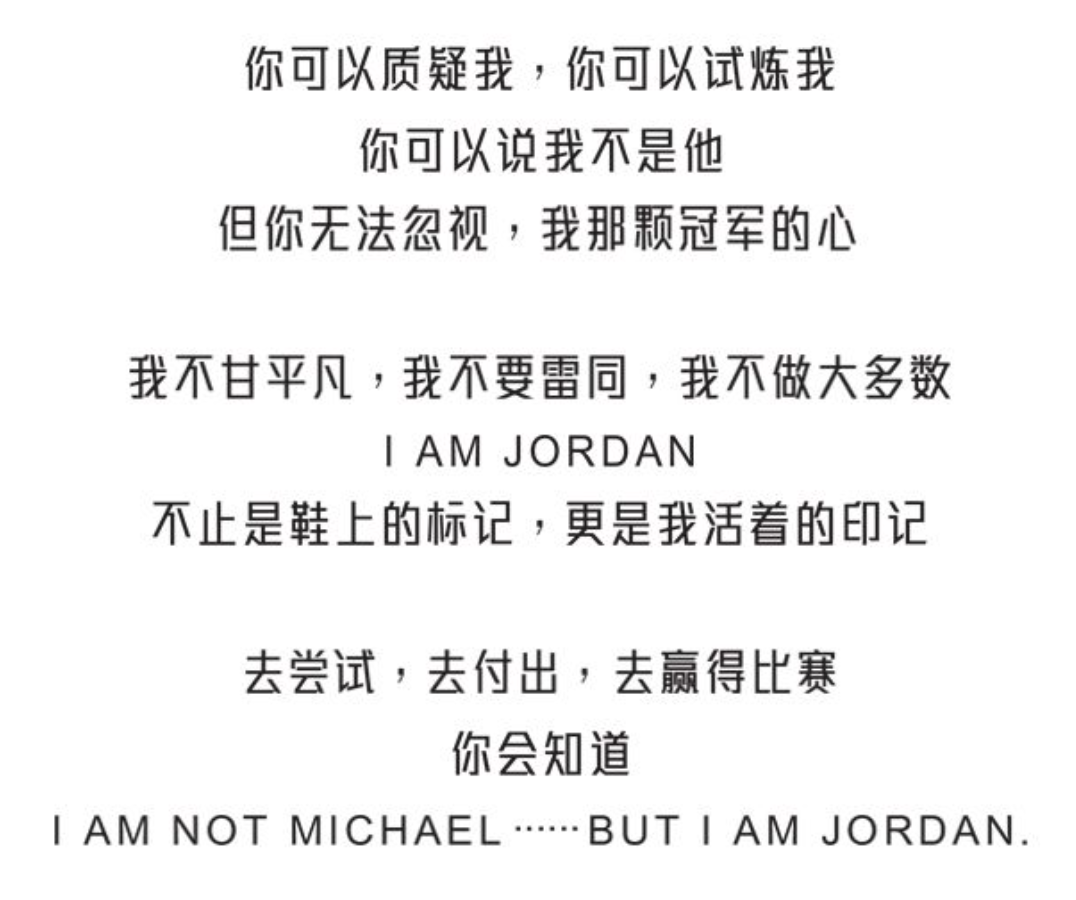 你可以质疑我，你可以试炼我
你可以说我不是他
但你无法忽视，我那颗冠军的心
我不甘平凡，我不要雷同，我不做大多数
I AM JORDAN
不止是鞋上的标记，更是我活着的印记
去尝试，去付出，去赢得比赛
你会知道
I AM NOT MICHAEL ······BUT I AM JORDAN.